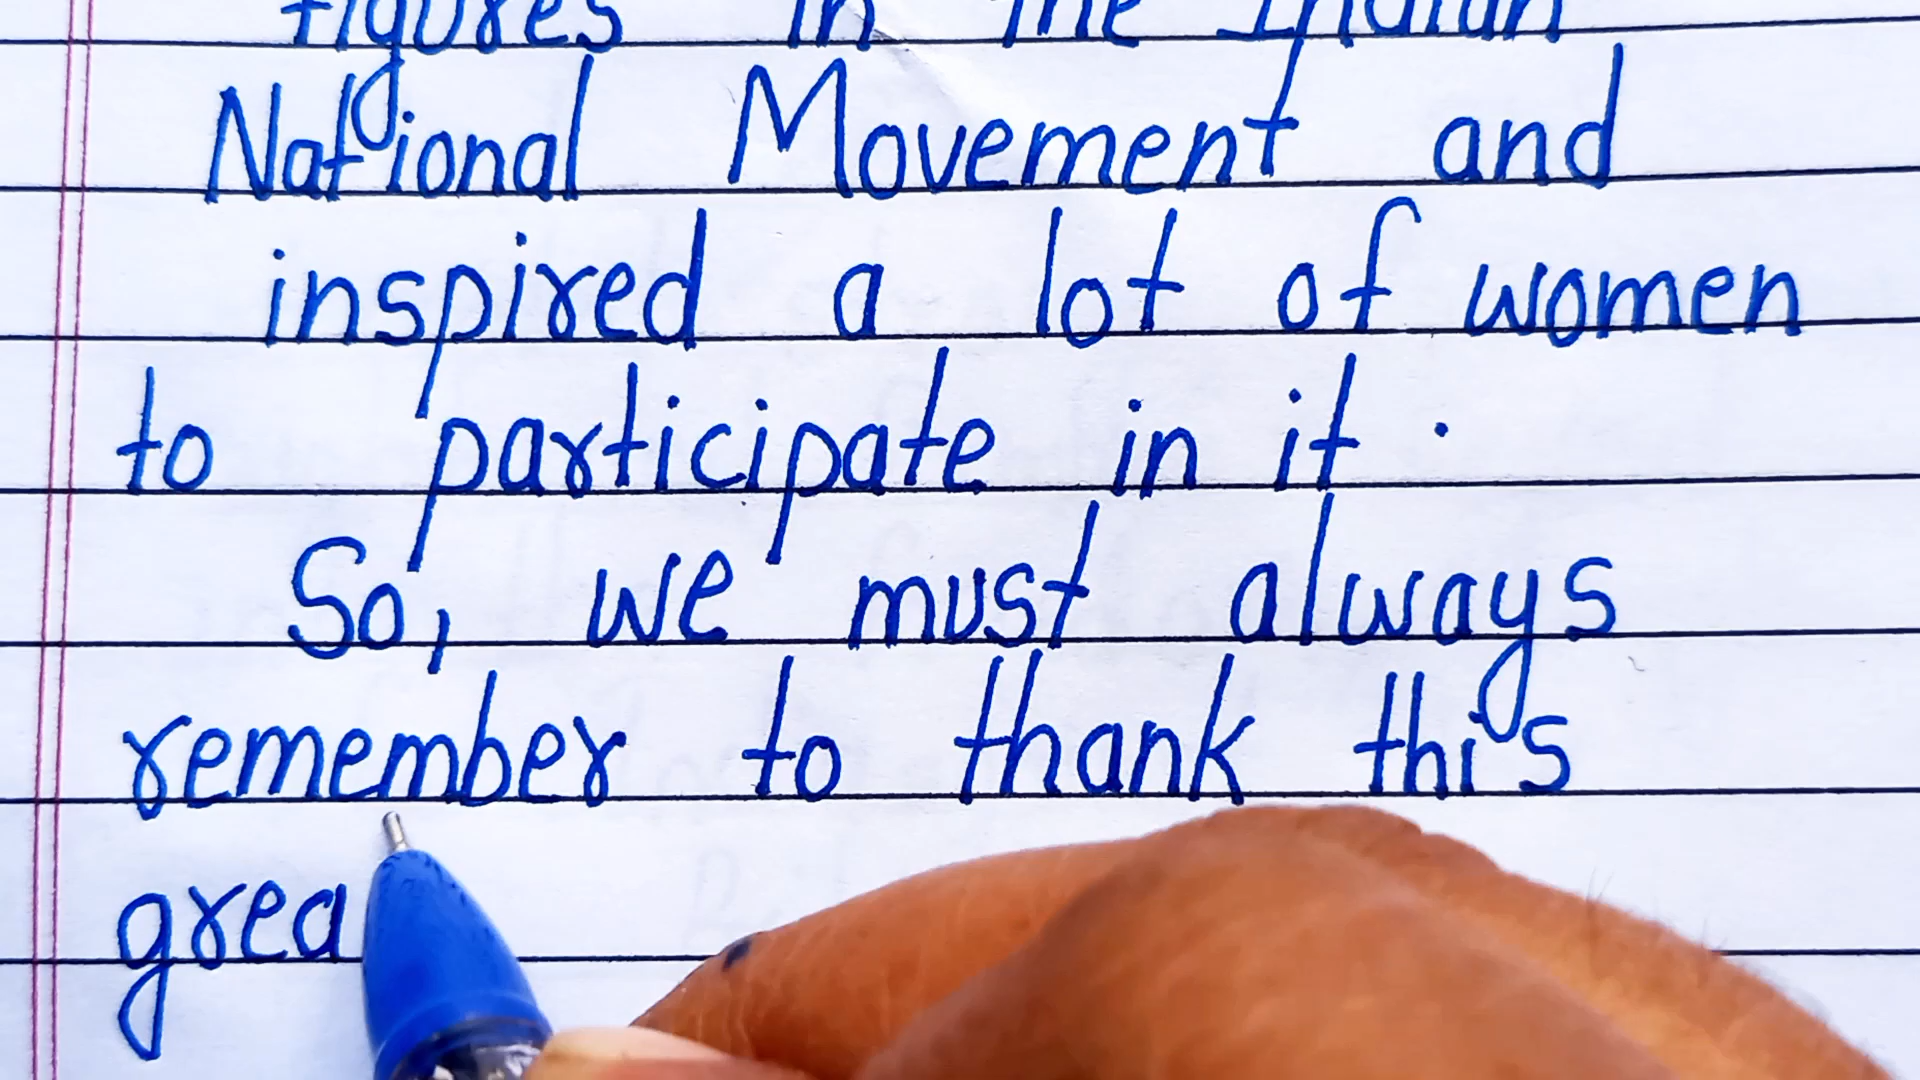 figures in the Indian
National Movement and
inspired a lot of women
to participate in it .
So, we must always
remember to thank this
grea